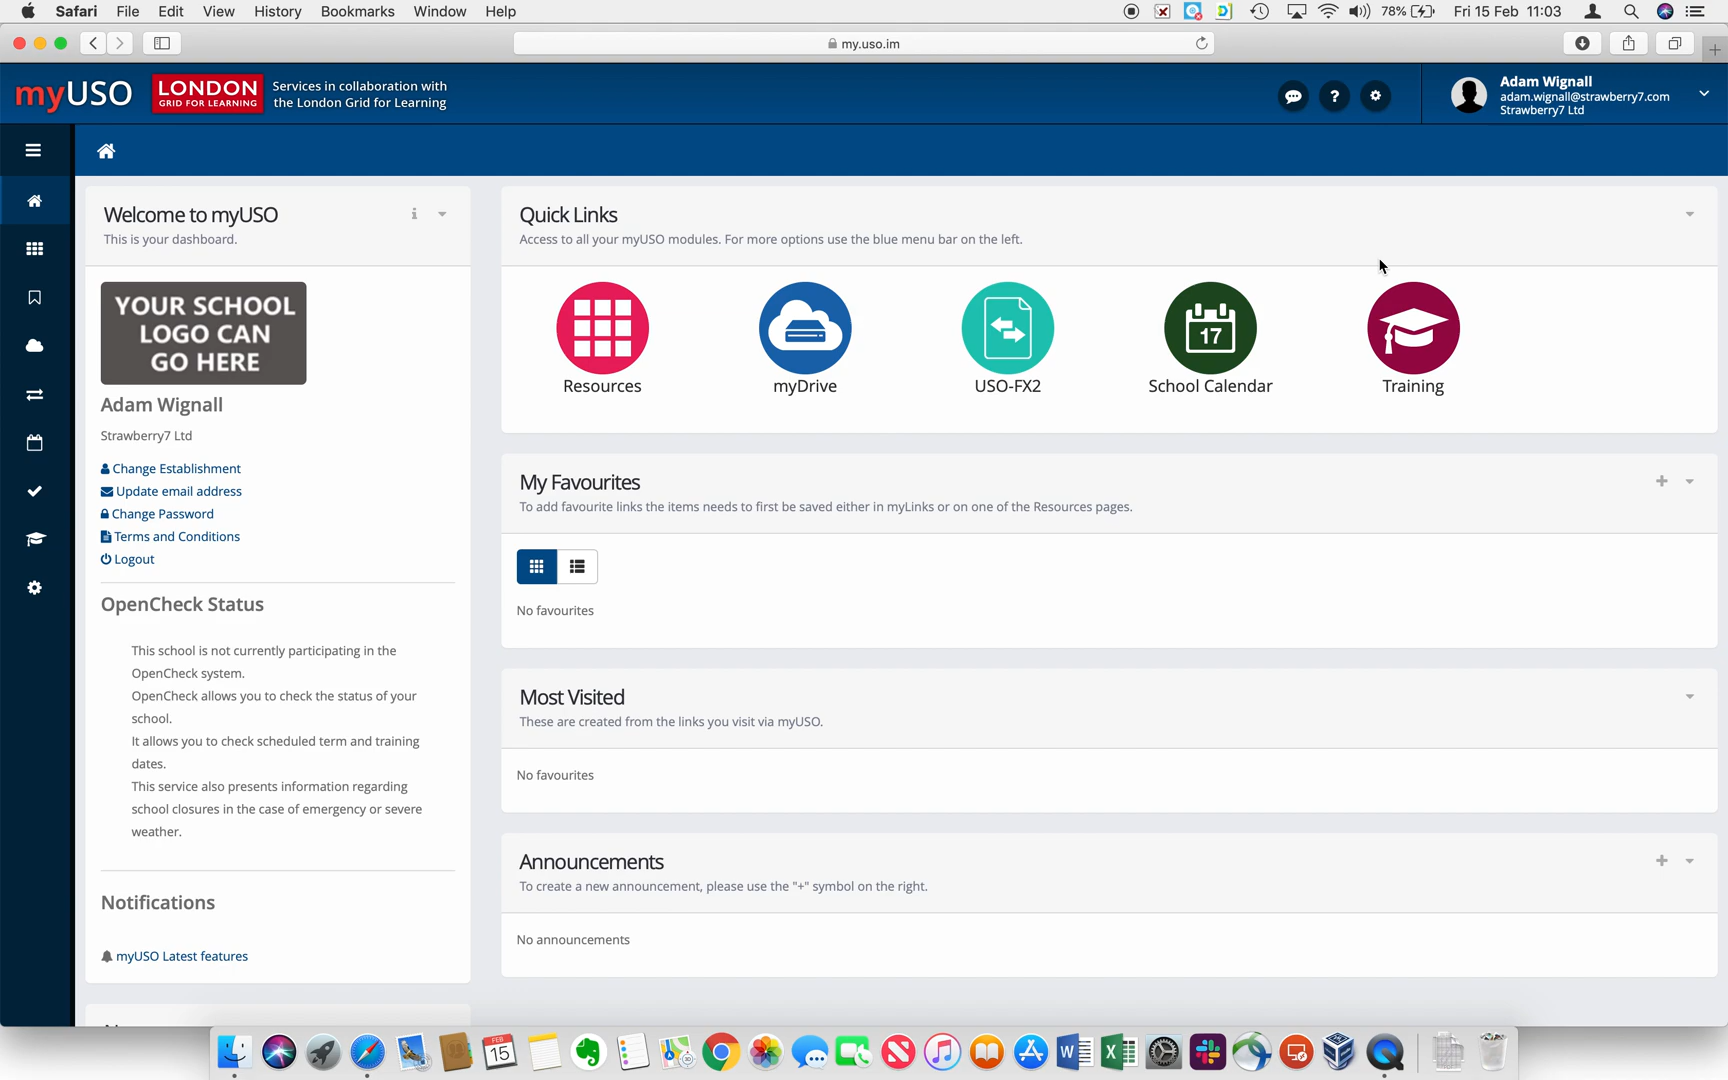 Safari File Edit View History Bookmarks Window Help 78% Fri 15 Feb 11:03
my.uso.im
myUSO LONDON GRID FOR LEARNING
Services in collaboration with
the London Grid for Learning
Adam Wignall
adam.wignall@strawberry7.com
Strawberry7 Ltd
Welcome to myUSO
This is your dashboard.
YOUR SCHOOL
LOGO CAN
GO HERE
Adam Wignall
Strawberry7 Ltd
Change Establishment
Update email address
Change Password
Terms and Conditions
Logout
OpenCheck Status
This school is not currently participating in the
OpenCheck system.
OpenCheck allows you to check the status of your
school.
It allows you to check scheduled term and training
dates.
This service also presents information regarding
school closures in the case of emergency or severe
weather.
Notifications
myUSO Latest features
Quick Links
Access to all your myUSO modules. For more options use the blue menu bar on the left.
17
Resources myDrive USO-FX2 School Calendar Training
My Favourites
To add favourite links the items needs to first be saved either in myLinks or on one of the Resources pages.
No favourites
Most Visited
These are created from the links you visit via myUSO.
No favourites
Announcements
To create a new announcement, please use the "+" symbol on the right.
No announcements
FEB
15